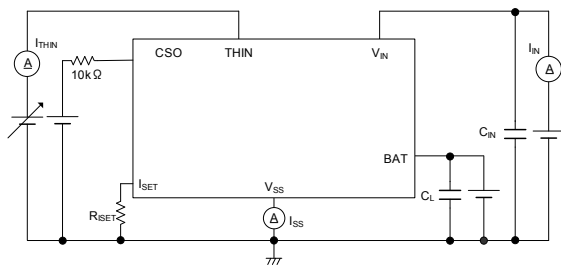 I_THIN
A
10kΩ
CSO
THIN
V_IN
I_IN
A
C_IN
BAT
I_SET
R_ISET
V_SS
A
I_SS
C_L